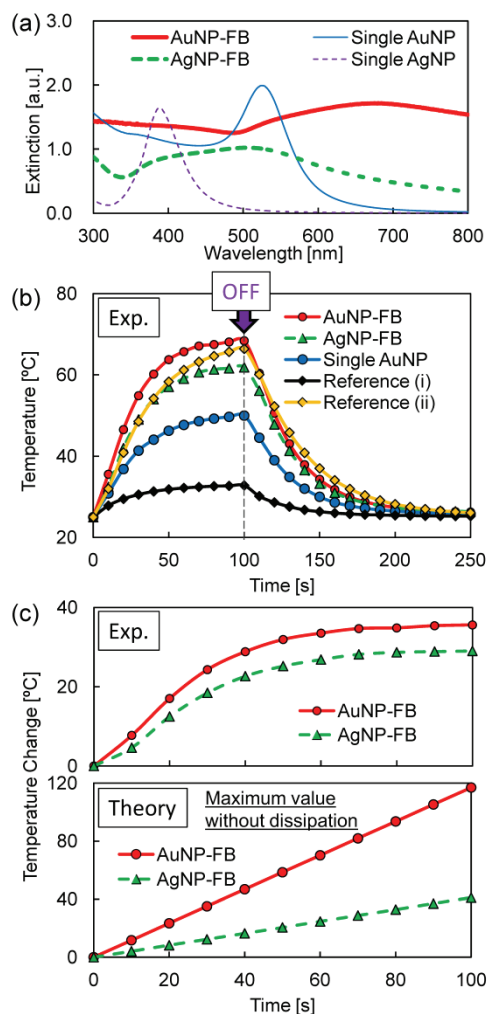 (a)
AuNP-FB
Single AuNP
AgNP-FB
Single AgNP
Extinction [a.u.]
3.0
2.0
1.0
0.0
300 400 500 600 700 800
Wavelength [nm]
(b)
OFF
Exp.
AuNP-FB
AgNP-FB
Single AuNP
Reference (i)
Reference (ii)
Temperature [ºC]
80
60
40
20
0 50 100 150 200 250
Time [s]
(c)
Exp.
AuNP-FB
AgNP-FB
40
20
0
Temperature Change [ºC]
Theory
Maximum value
without dissipation
AuNP-FB
AgNP-FB
120
80
40
0
0 20 40 60 80 100
Time [s]